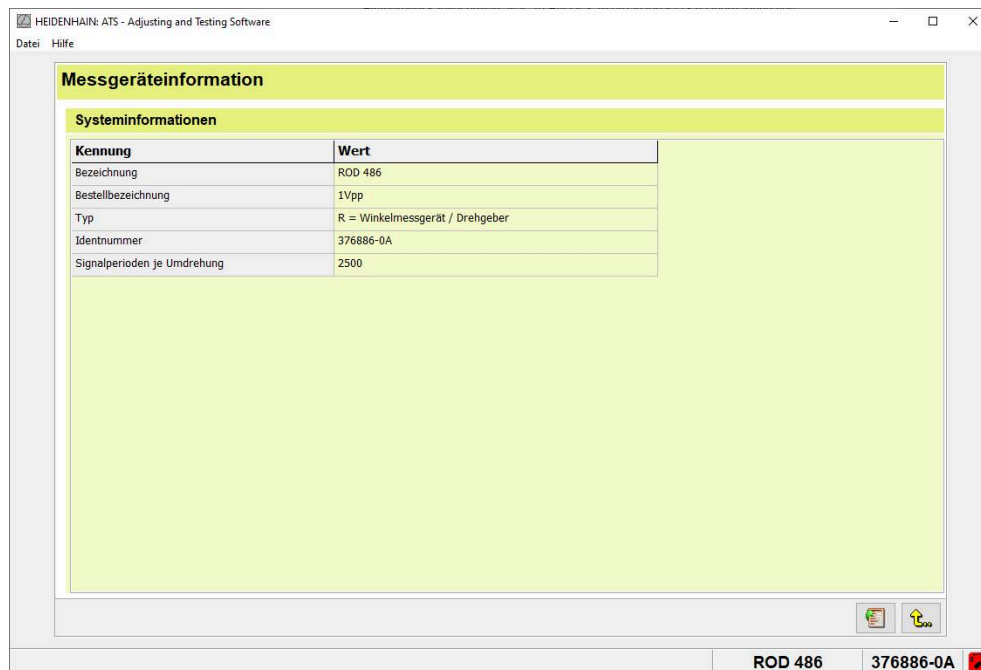 HEIDENHAIN: ATS - Adjusting and Testing Software
Datei Hilfe
Messgeräteinformation
Systeminformationen
Kennung Wert
Bezeichnung ROD 486
Bestellbezeichnung 1Vpp
Typ R = Winkelmessgerät / Drehgeber
Identnummer 376886-0A
Signalperioden je Umdrehung 2500
ROD 486 376886-0A